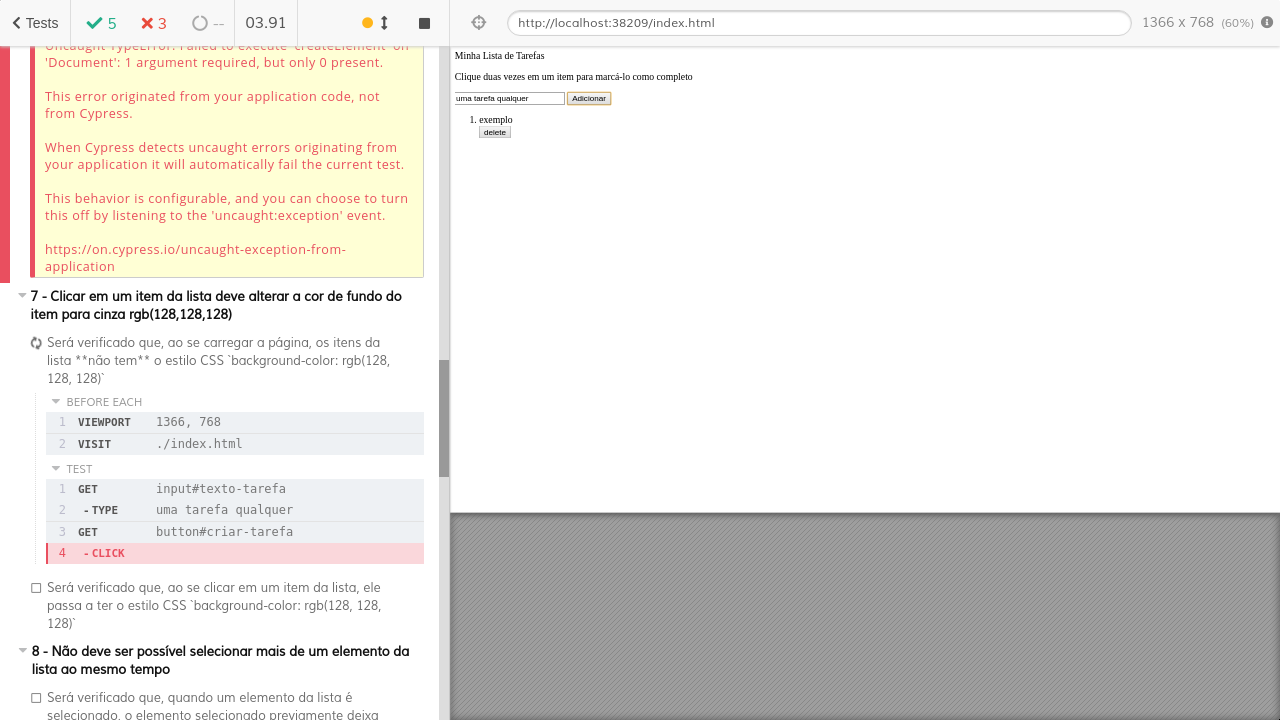 Tests
5
3
--
03.91
http://localhost:38209/index.html
1366 x 768 (60%)
Uncaught TypeError: Failed to execute 'createElement' on
'Document': 1 argument required, but only 0 present.
This error originated from your application code, not
from Cypress.
When Cypress detects uncaught errors originating from
your application it will automatically fail the current test.
This behavior is configurable, and you can choose to turn
this off by listening to the 'uncaught:exception' event.
https://on.cypress.io/uncaught-exception-from-
application
7 - Clicar em um item da lista deve alterar a cor de fundo do
item para cinza rgb(128,128,128)
Será verificado que, ao se carregar a página, os itens da
lista **não tem** o estilo CSS `background-color: rgb(128,
128, 128)`
BEFORE EACH
1 VIEWPORT 1366, 768
2 VISIT ./index.html
TEST
1 GET input#texto-tarefa
2 - TYPE uma tarefa qualquer
3 GET button#criar-tarefa
4 - CLICK
Será verificado que, ao se clicar em um item da lista, ele
passa a ter o estilo CSS `background-color: rgb(128, 128,
128)`
8 - Não deve ser possível selecionar mais de um elemento da
lista ao mesmo tempo
Será verificado que, quando um elemento da lista é
selecionado, o elemento selecionado previamente deixa
Minha Lista de Tarefas
Clique duas vezes em um item para marcá-lo como completo
uma tarefa qualquer Adicionar
1. exemplo
delete